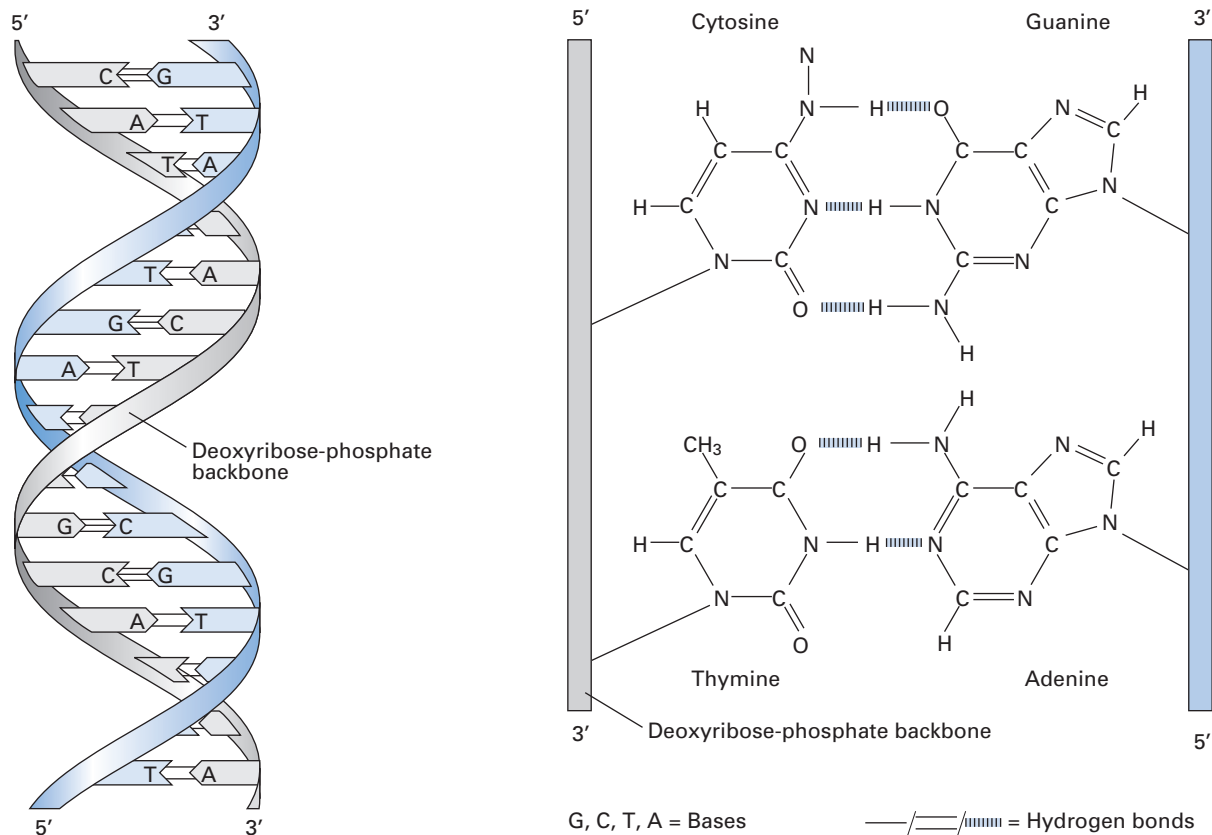 5′ 3′
C G
A T
T A
T A
G C
A T
Deoxyribose-phosphate
backbone
G C
C G
A T
T A
5′ 3′
5′ Cytosine Guanine 3′
N
H
H N H O N
C
C C C C
N
H C N H N C
N C C N
O H N
H
H
H
CH₃ O H N N
C
C C C C
N
H C N H N C
N C C N
O H
Thymine Adenine
3′ Deoxyribose-phosphate backbone 5′
G, C, T, A = Bases
= Hydrogen bonds